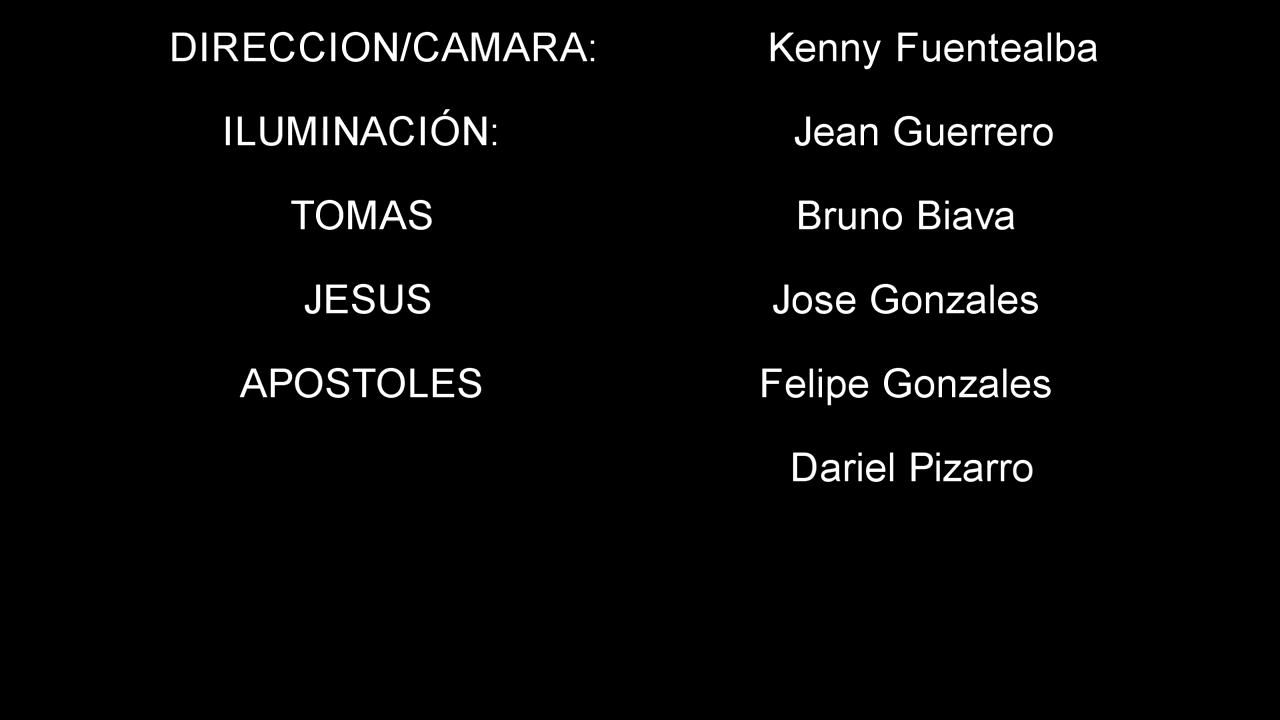 DIRECCION/CAMARA: Kenny Fuentealba
ILUMINACIÓN: Jean Guerrero
TOMAS Bruno Biava
JESUS Jose Gonzales
APOSTOLES Felipe Gonzales
Dariel Pizarro